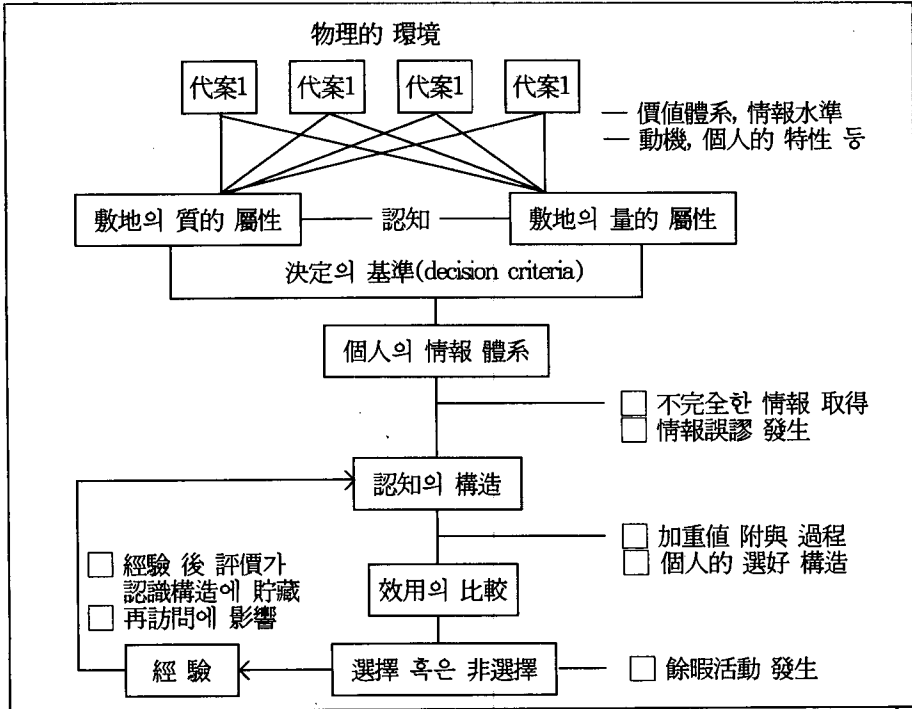 物理的 環境
代案1 代案1 代案1 代案1
— 價値體系, 情報水準
— 動機, 個人的 特性 등
敷地의 質的 屬性 認知 敷地의 量的 屬性
決定의 基準(decision criteria)
個人의 情報 體系
□ 不完全한 情報 取得
□ 情報誤謬 發生
認知의 構造
□ 加重値 附與 過程
□ 個人的 選好 構造
□ 經驗 後 評價가
認識構造에 貯藏
□ 再訪問에 影響
效用의 比較
經 驗 選擇 혹은 非選擇 □ 餘暇活動 發生